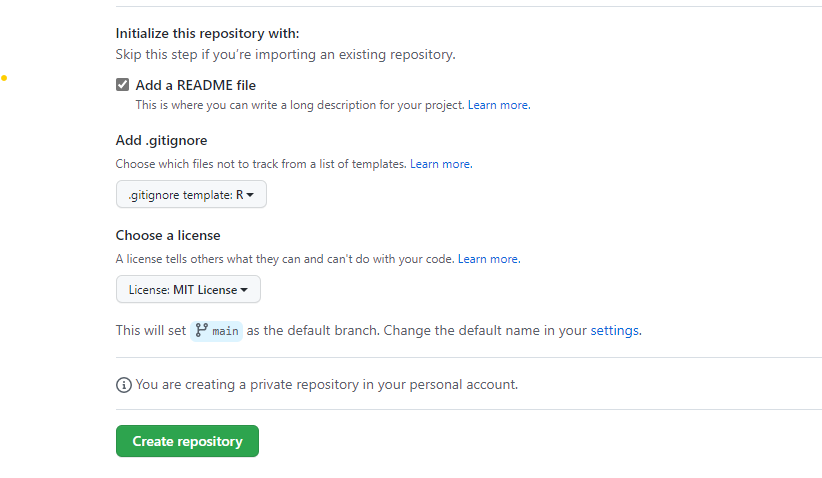 Initialize this repository with:
Skip this step if you're importing an existing repository.
Add a README file
This is where you can write a long description for your project. Learn more.
Add .gitignore
Choose which files not to track from a list of templates. Learn more.
.gitignore template: R
Choose a license
A license tells others what they can and can't do with your code. Learn more.
License: MIT License
This will set main as the default branch. Change the default name in your settings.
You are creating a private repository in your personal account.
Create repository